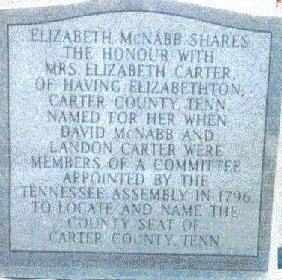 ELIZABETH McNABB SHARES
THE HONOUR WITH
MRS. ELIZABETH CARTER,
OF HAVING ELIZABETHTON,
CARTER COUNTY, TENN.
NAMED FOR HER WHEN
DAVID McNABB AND
LANDON CARTER WERE
MEMBERS OF A COMMITTEE
APPOINTED BY THE
TENNESSEE ASSEMBLY IN 1796
TO LOCATE AND NAME THE
COUNTY SEAT OF
CARTER COUNTY, TENN.